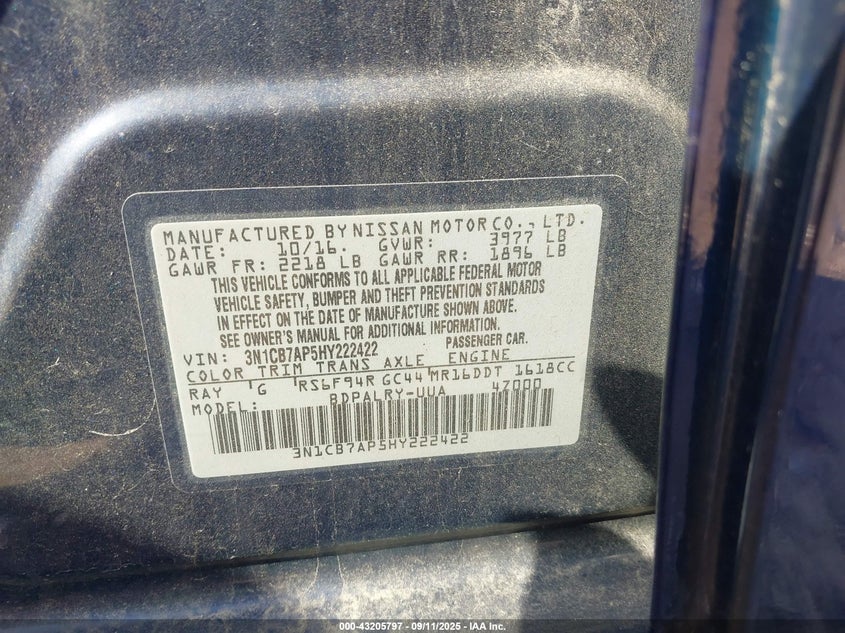 MANUFACTURED BY NISSAN MOTOR CO., LTD.
DATE: 10/16. GVWR: 3977 LB
GAWR FR: 2218 LB GAWR RR: 1896 LB
THIS VEHICLE CONFORMS TO ALL APPLICABLE FEDERAL MOTOR
VEHICLE SAFETY, BUMPER AND THEFT PREVENTION STANDARDS
IN EFFECT ON THE DATE OF MANUFACTURE SHOWN ABOVE.
SEE OWNER'S MANUAL FOR ADDITIONAL INFORMATION.
VIN: 3N1CB7AP5HY222422 PASSENGER CAR.
COLOR TRIM TRANS AXLE ENGINE
RAY 'G 'RS6F94R GC44'MR16DDT 1618CC
MODEL: BDPALRY-UUA 47000
3N1CB7AP5HY222422
000-43205797 - 09/11/2025 - IAA Inc.